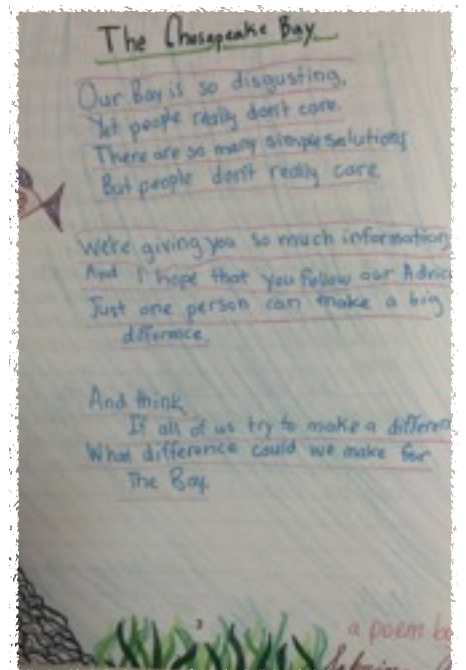 The Chesapeake Bay
Our Bay is so disgusting,
Yet people really don't care.
There are so many simple solutions
But people don't really care
We're giving you so much information
And I hope that you follow our Advic
Just one person can make a big
difference.
And think,
If all of us try to make a differen
What difference could we make for
The Bay.
3
a poem